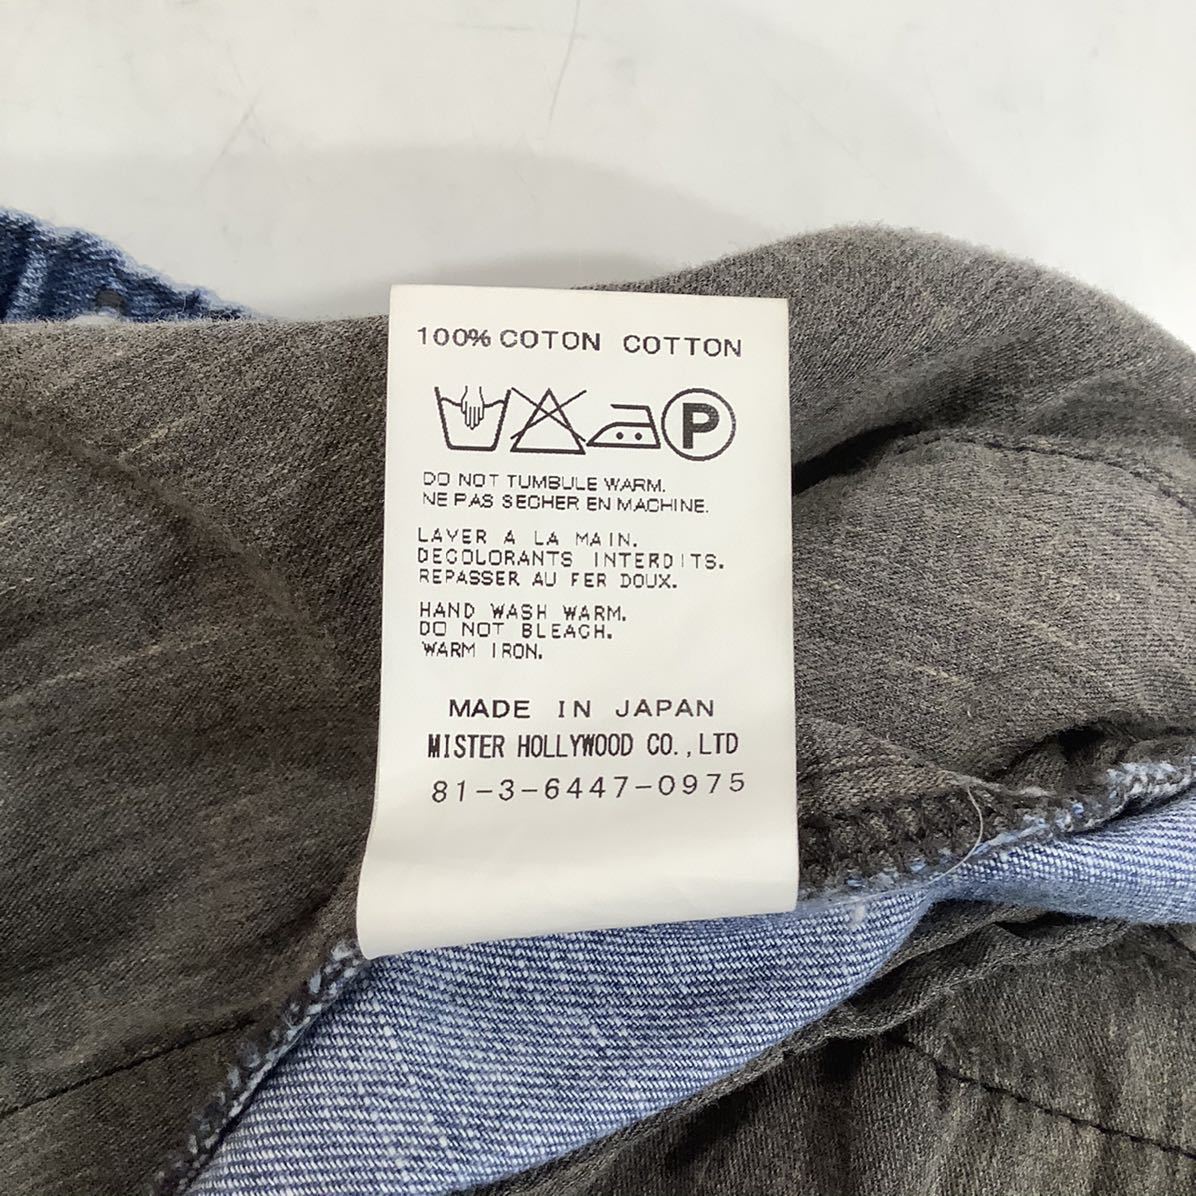 100% COTON COTTON
P
DO NOT TUMBULE WARM.
NE PAS SECHER EN MACHINE.
LAVER A LA MAIN.
DECOLORANTS INTERDITS.
REPASSER AU FER DOUX.
HAND WASH WARM.
DO NOT BLEACH.
WARM IRON.
MADE IN JAPAN
MISTER HOLLYWOOD CO.,LTD
81-3-6447-0975